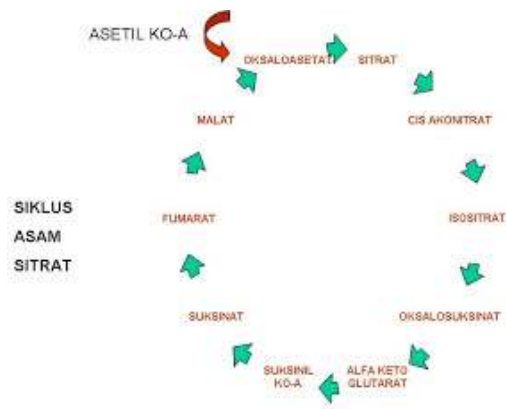 ASETIL KO-A
OKSALOASETAT
SITRAT
CIS AKONITRAT
ISOSITRAT
OKSALOSUKSINAT
ALFA KETO
GLUTARAT
SUKSINIL
KO-A
SUKSINAT
FUMARAT
MALAT
SIKLUS
ASAM
SITRAT